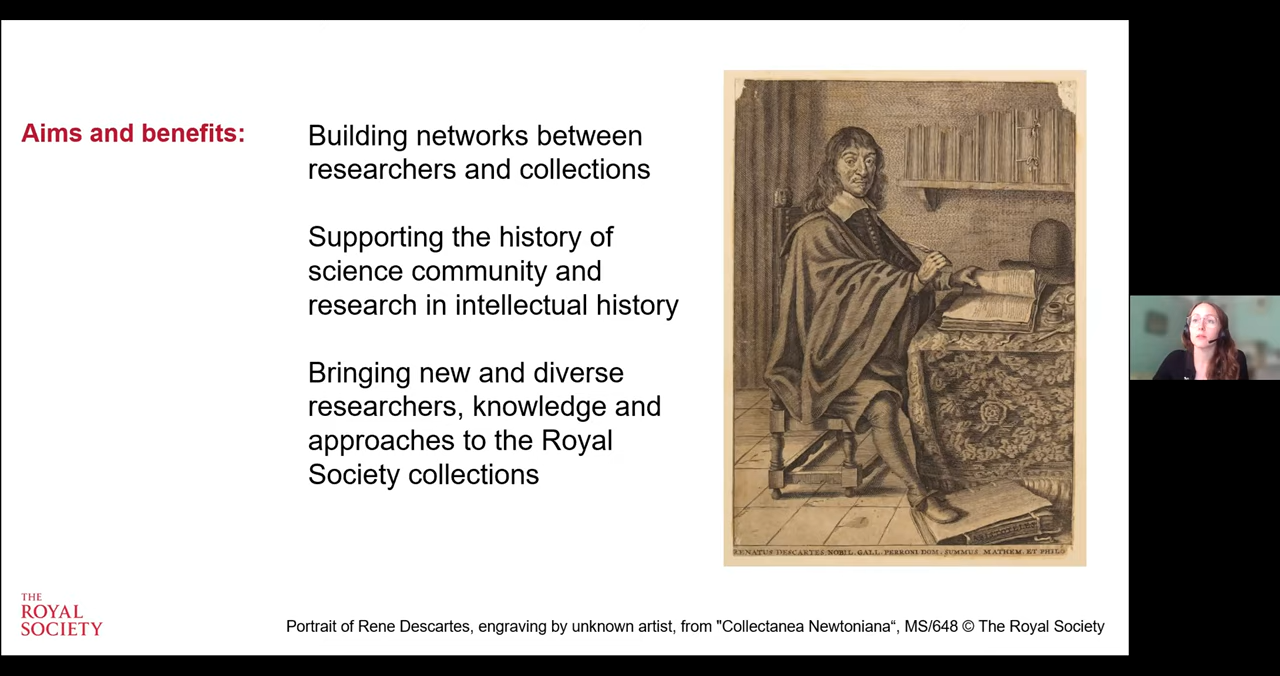 Aims and benefits:
Building networks between
researchers and collections
Supporting the history of
science community and
research in intellectual history
Bringing new and diverse
researchers, knowledge and
approaches to the Royal
Society collections
RENATUS DESCARTES, NOBIL. GALL. PERRONI DOM. SUMMUS MATHEM. ET PHILO
THE
ROYAL
SOCIETY
Portrait of Rene Descartes, engraving by unknown artist, from "Collectanea Newtoniana“, MS/648 © The Royal Society